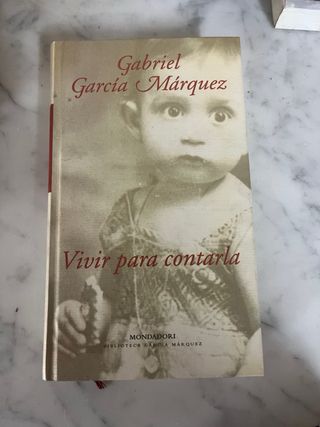 Gabriel
García Márquez
Vivir para contarla
MONDADORI
BIBLIOTECA GARCÍA MÁRQUEZ